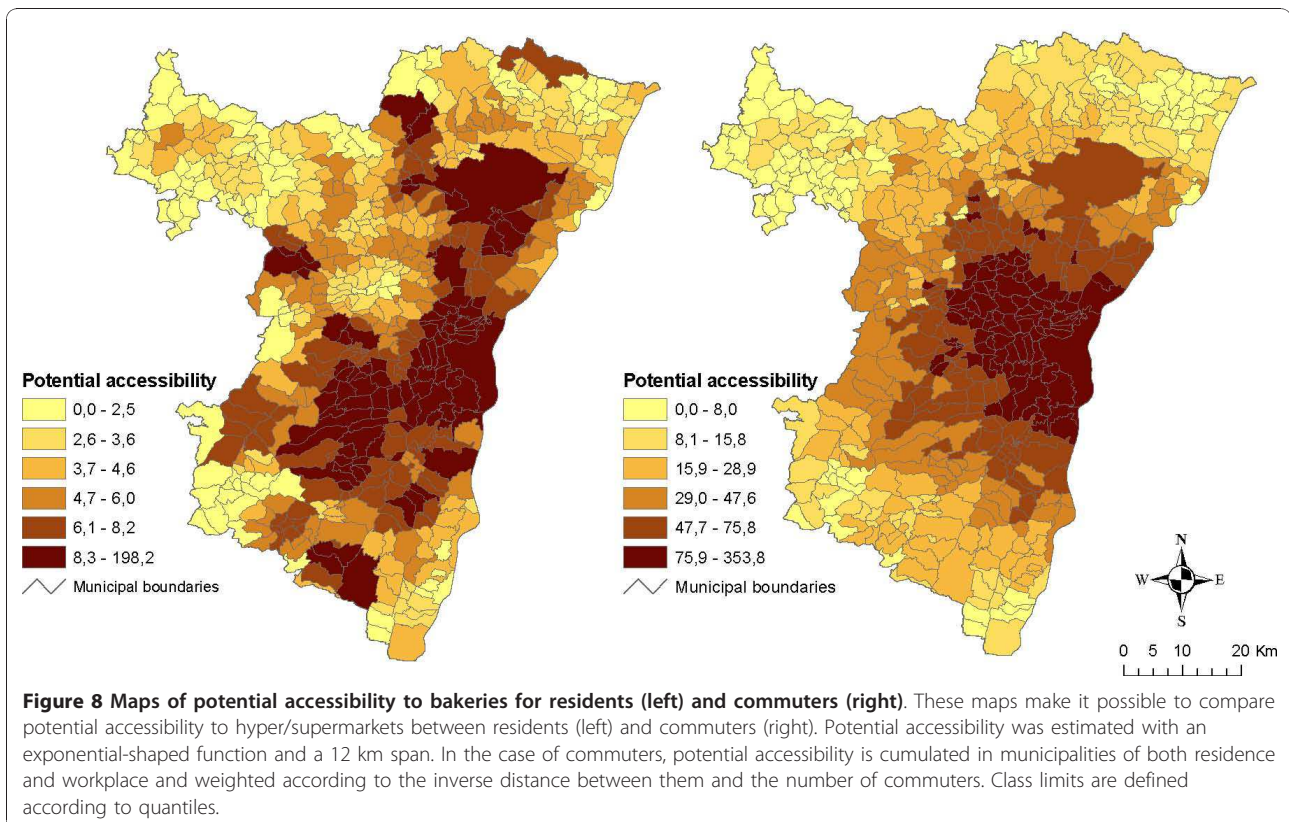 Potential accessibility
0,0 - 2,5
2,6 - 3,6
3,7 - 4,6
4,7 - 6,0
6,1 - 8,2
8,3 - 198,2
Municipal boundaries
Potential accessibility
0,0 - 8,0
8,1 - 15,8
15,9 - 28,9
29,0 - 47,6
47,7 - 75,8
75,9 - 353,8
Municipal boundaries
N
W E
S
0 5 10 20 Km
Figure 8 Maps of potential accessibility to bakeries for residents (left) and commuters (right). These maps make it possible to compare
potential accessibility to hyper/supermarkets between residents (left) and commuters (right). Potential accessibility was estimated with an
exponential-shaped function and a 12 km span. In the case of commuters, potential accessibility is cumulated in municipalities of both residence
and workplace and weighted according to the inverse distance between them and the number of commuters. Class limits are defined
according to quantiles.